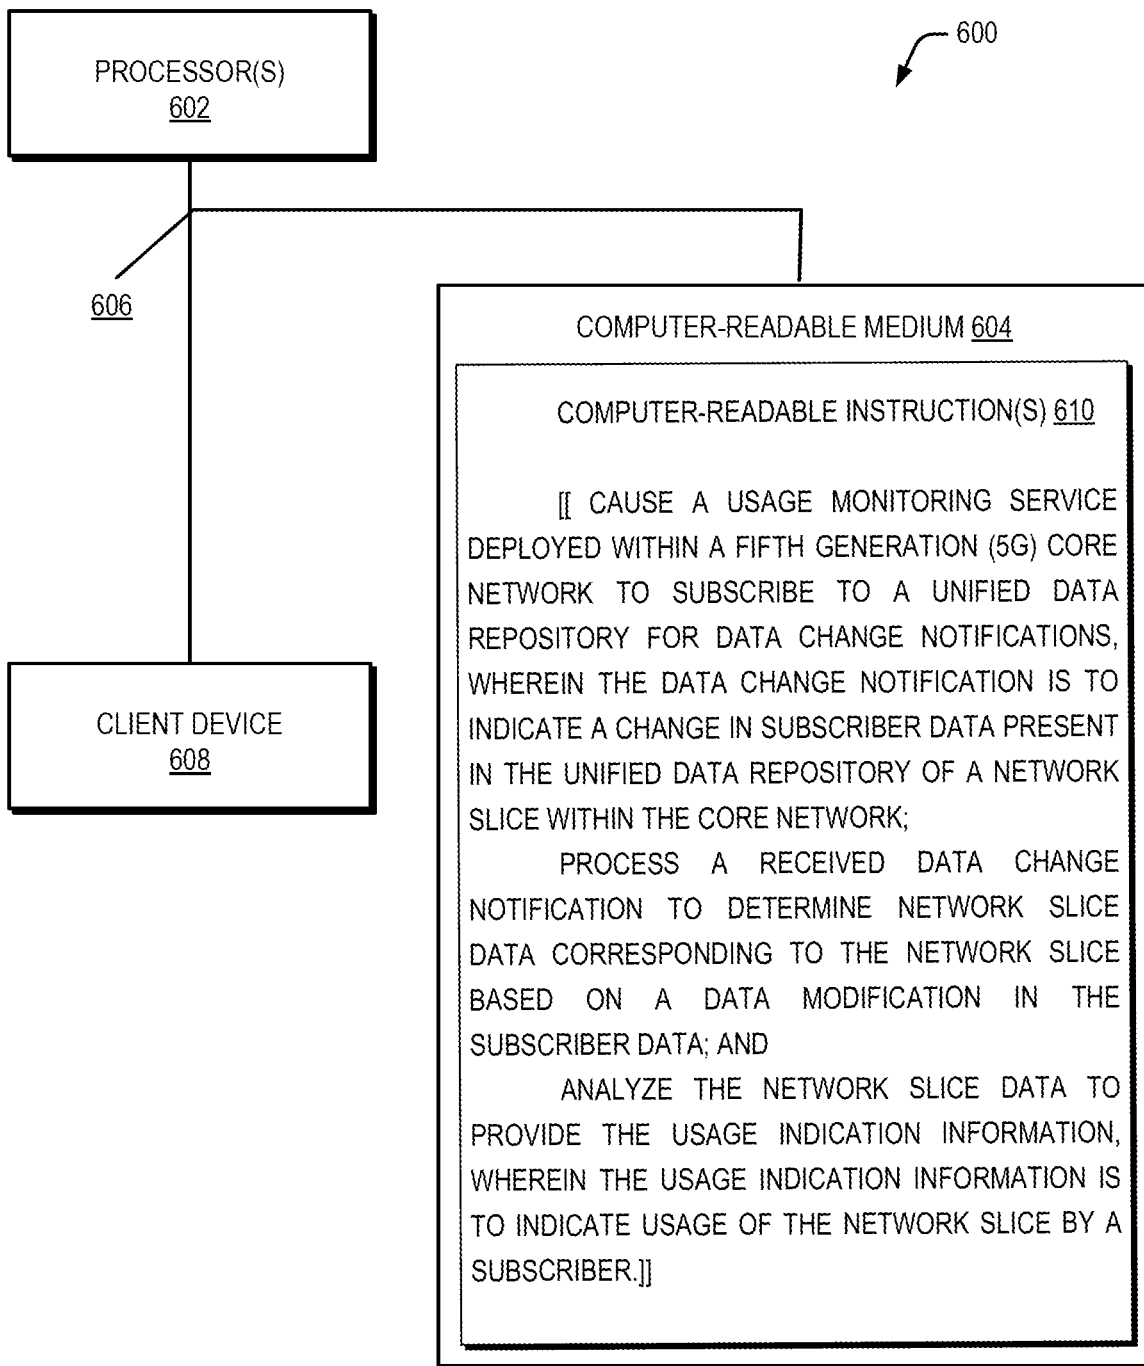 600
PROCESSOR(S)
602
606
COMPUTER-READABLE MEDIUM 604
COMPUTER-READABLE INSTRUCTION(S) 610
[[ CAUSE A USAGE MONITORING SERVICE
DEPLOYED WITHIN A FIFTH GENERATION (5G) CORE
NETWORK TO SUBSCRIBE TO A UNIFIED DATA
REPOSITORY FOR DATA CHANGE NOTIFICATIONS,
WHEREIN THE DATA CHANGE NOTIFICATION IS TO
INDICATE A CHANGE IN SUBSCRIBER DATA PRESENT
IN THE UNIFIED DATA REPOSITORY OF A NETWORK
SLICE WITHIN THE CORE NETWORK;
PROCESS A RECEIVED DATA CHANGE
NOTIFICATION TO DETERMINE NETWORK SLICE
DATA CORRESPONDING TO THE NETWORK SLICE
BASED ON A DATA MODIFICATION IN THE
SUBSCRIBER DATA; AND
ANALYZE THE NETWORK SLICE DATA TO
PROVIDE THE USAGE INDICATION INFORMATION,
WHEREIN THE USAGE INDICATION INFORMATION IS
TO INDICATE USAGE OF THE NETWORK SLICE BY A
SUBSCRIBER.]]
CLIENT DEVICE
608